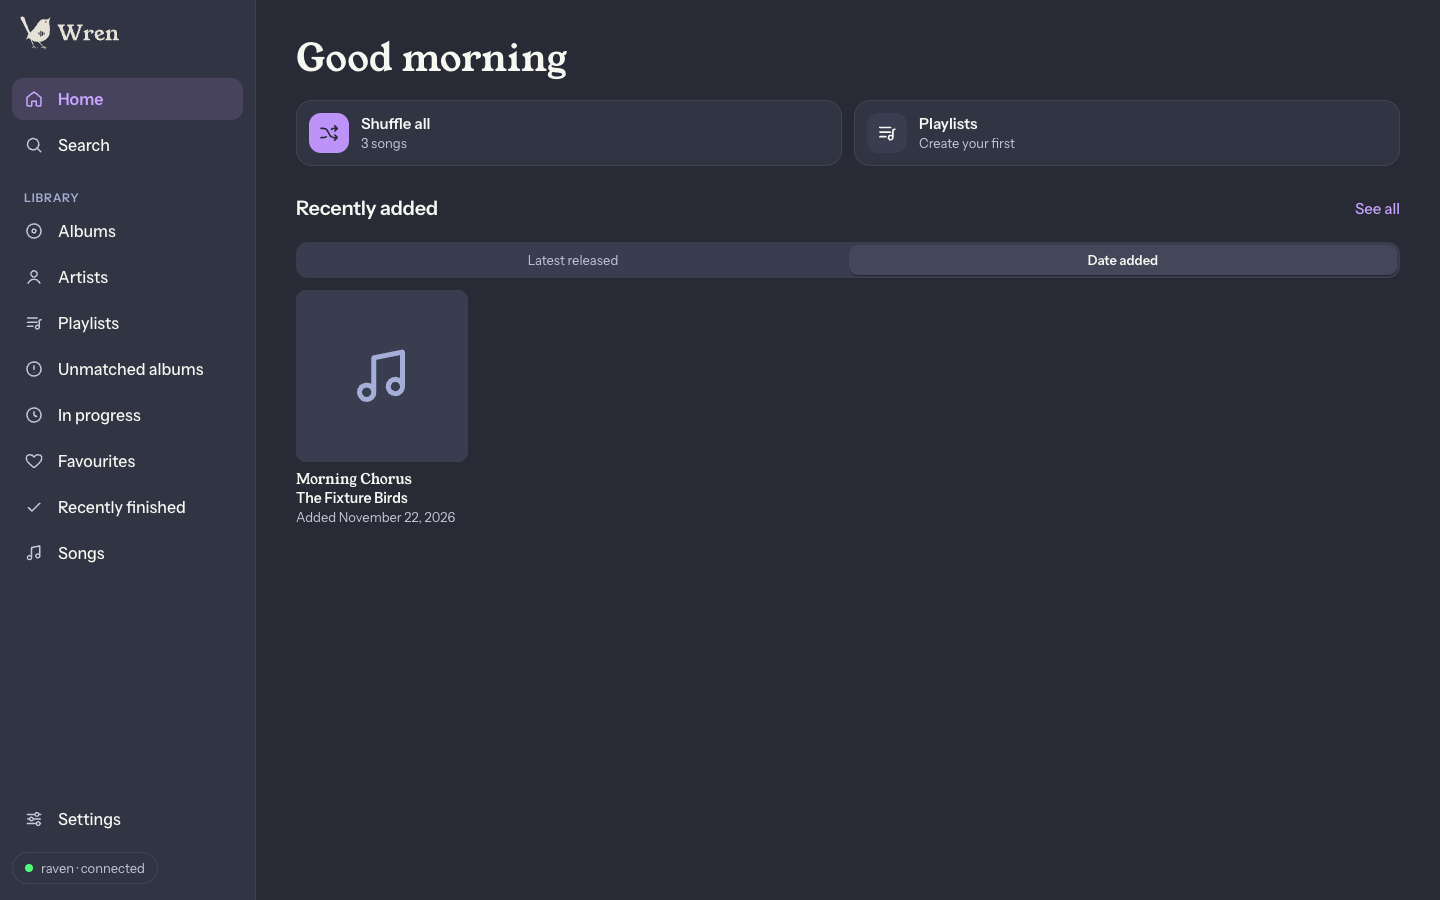 Wren
Home
Search
LIBRARY
Albums
Artists
Playlists
Unmatched albums
In progress
Favourites
Recently finished
Songs
Settings
raven · connected
Good morning
Shuffle all
3 songs
Playlists
Create your first
Recently added
See all
Latest released
Date added
Morning Chorus
The Fixture Birds
Added November 22, 2026